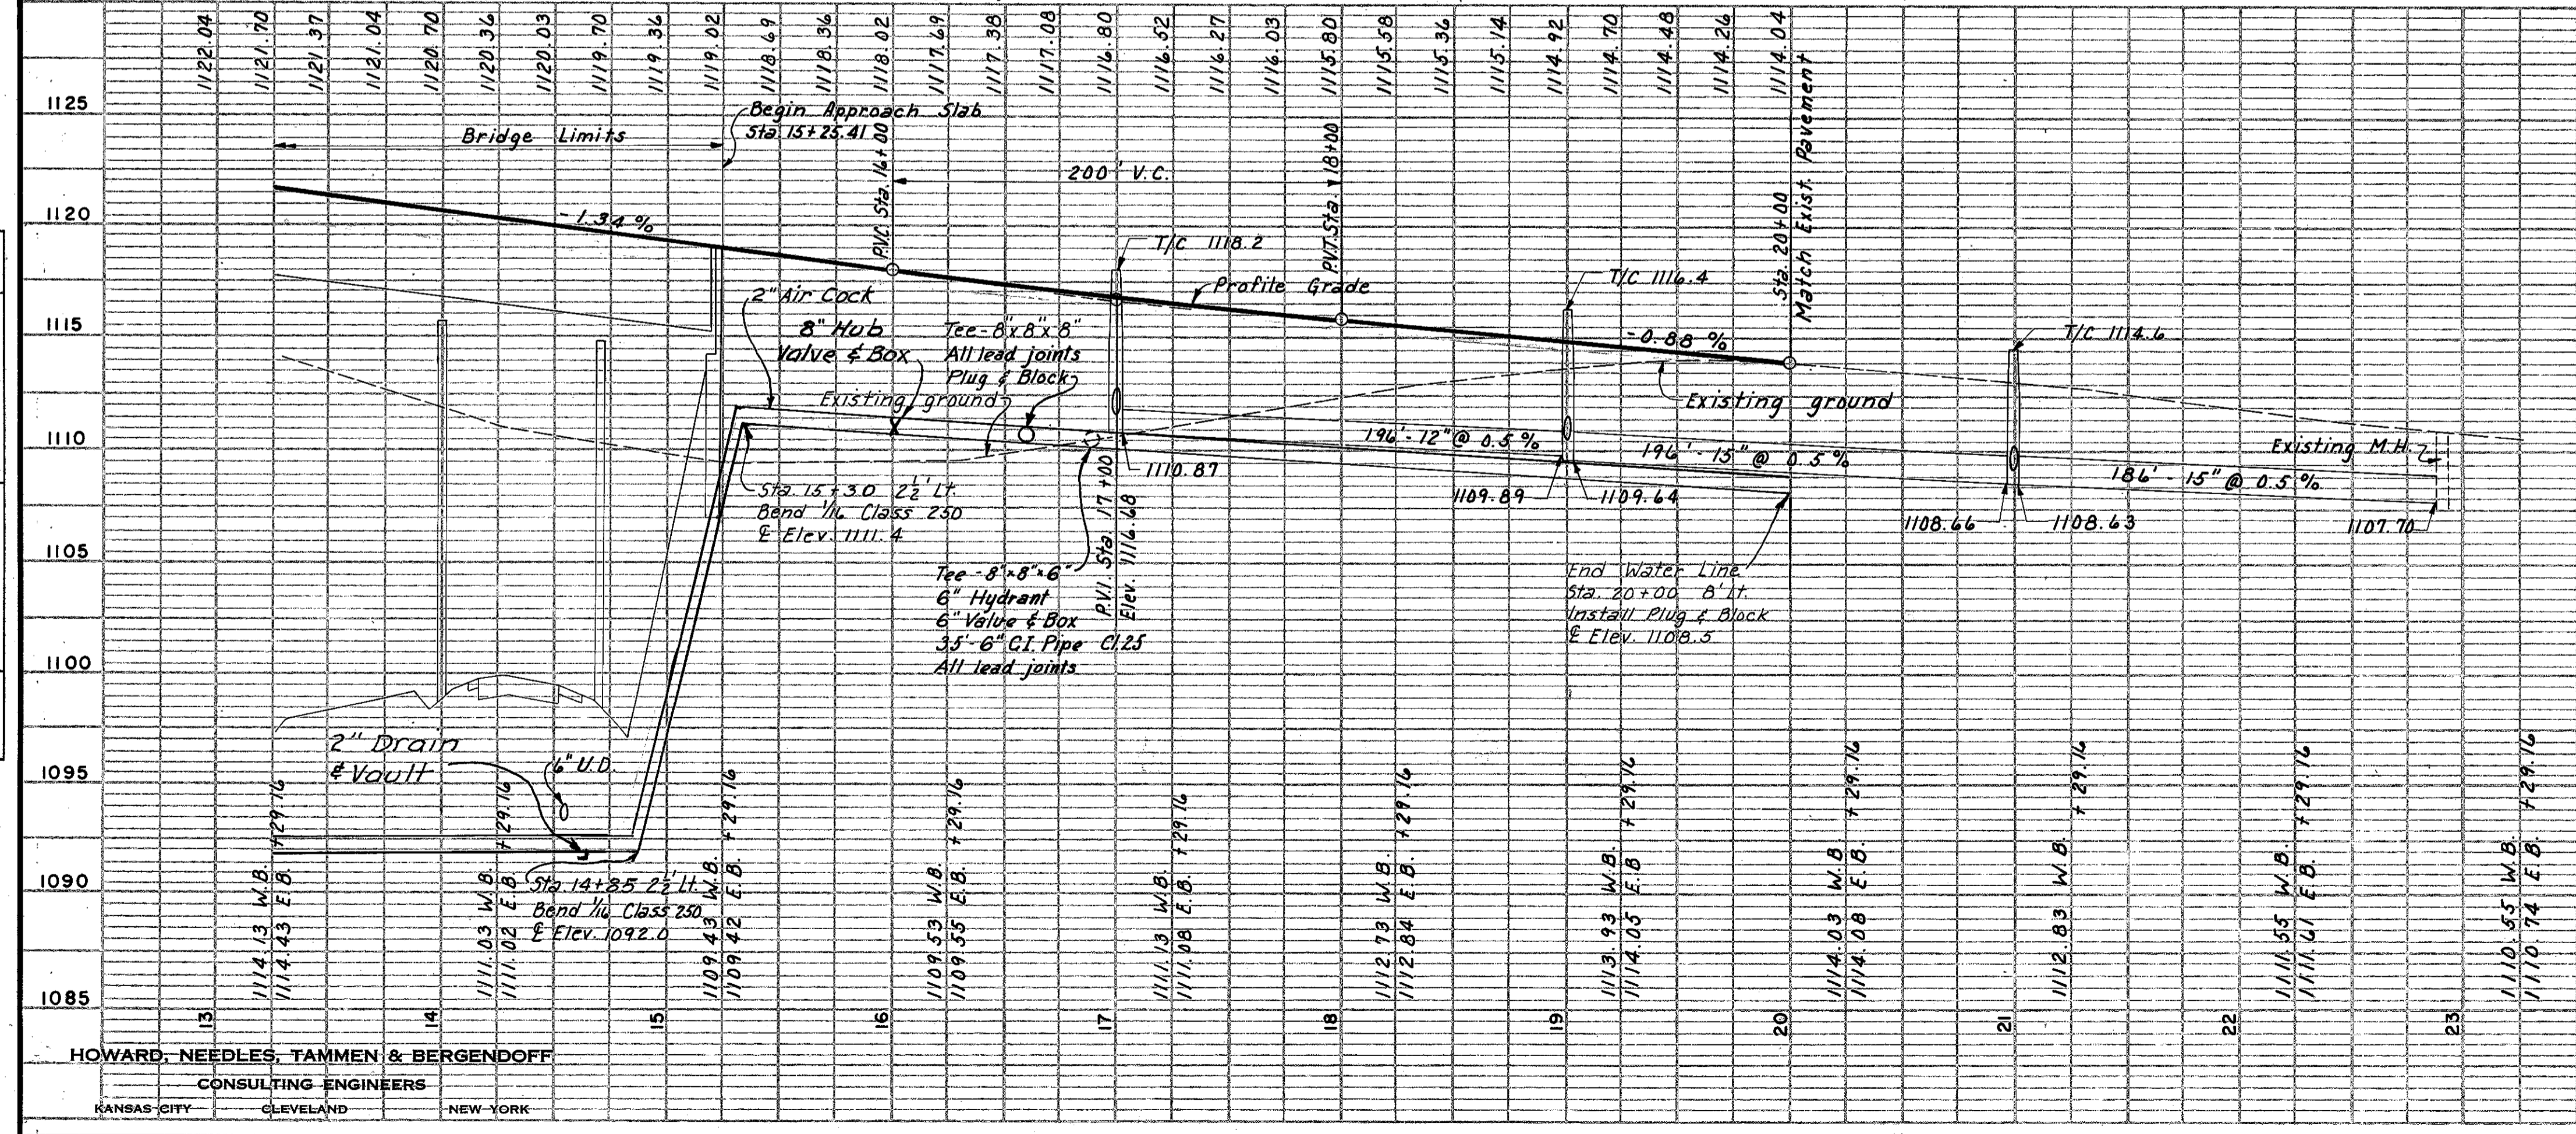 1122.04
1121.70
1121.37
1121.04
1120.70
1120.36
1120.03
1119.70
1119.36
1119.02
1118.69
1118.36
1118.02
1117.69
1117.38
1117.08
1116.80
1116.52
1116.27
1116.03
1115.80
1115.58
1115.36
1115.14
1114.92
1114.70
1114.48
1114.26
1114.04
1125
1120
1115
1110
1105
1100
1095
1090
1085
Bridge Limits
Begin Approach Slab
Sta. 15+25.41
P.V.C. Sta. 16+00
200' V.C.
P.V.T. Sta. 18+00
Sta. 20+00
Match Exist. Pavement
-1.34 %
T/C 1118.2
Profile Grade
T/C 1116.4
-0.88 %
T/C 1114.6
2" Air Cock
8" Hub
Valve & Box
Tee-8"x8"x8"
All lead joints
Plug & Block
Existing ground
Existing ground
196'-12" @ 0.5 %
196'-15" @ 0.5 %
Existing M.H.
186' - 15" @ 0.5 %
1110.87
1109.89
1109.64
1108.66
1108.63
1107.70
Sta. 15+30 2½' Lt.
Bend 1/16 Class 250
℄ Elev. 1111.4
P.V.I. Sta. 17+00
Elev. 1116.68
Tee-8"x8"x6"
6" Hydrant
6" Valve & Box
35'-6" C.I. Pipe Cl.25
All lead joints
End Water Line
Sta. 20+00 8' Lt.
Install Plug & Block
℄ Elev. 1108.5
2" Drain
& Vault
6" U.D.
Sta. 14+85 2½' Lt.
Bend 1/16 Class 250
℄ Elev. 1092.0
1114.13 W.B.
1114.43 E.B. +29.16
1111.03 W.B.
1111.02 E.B. +29.16
1109.43 W.B.
1109.42 E.B. +29.16
1109.53 W.B.
1109.55 E.B. +29.16
1111.13 W.B.
1111.08 E.B. +29.16
1112.73 W.B.
1112.84 E.B. +29.16
1113.93 W.B.
1114.05 E.B +29.16
1114.03 W.B.
1114.08 E.B. +29.16
1112.83 W.B. +29.16
1111.55 W.B.
1111.61 E.B. +29.16
1110.55 W.B.
1110.74 E.B. +29.16
13
14
15
16
17
18
19
20
21
22
23
HOWARD, NEEDLES, TAMMEN & BERGENDOFF
CONSULTING ENGINEERS
KANSAS CITY CLEVELAND NEW YORK